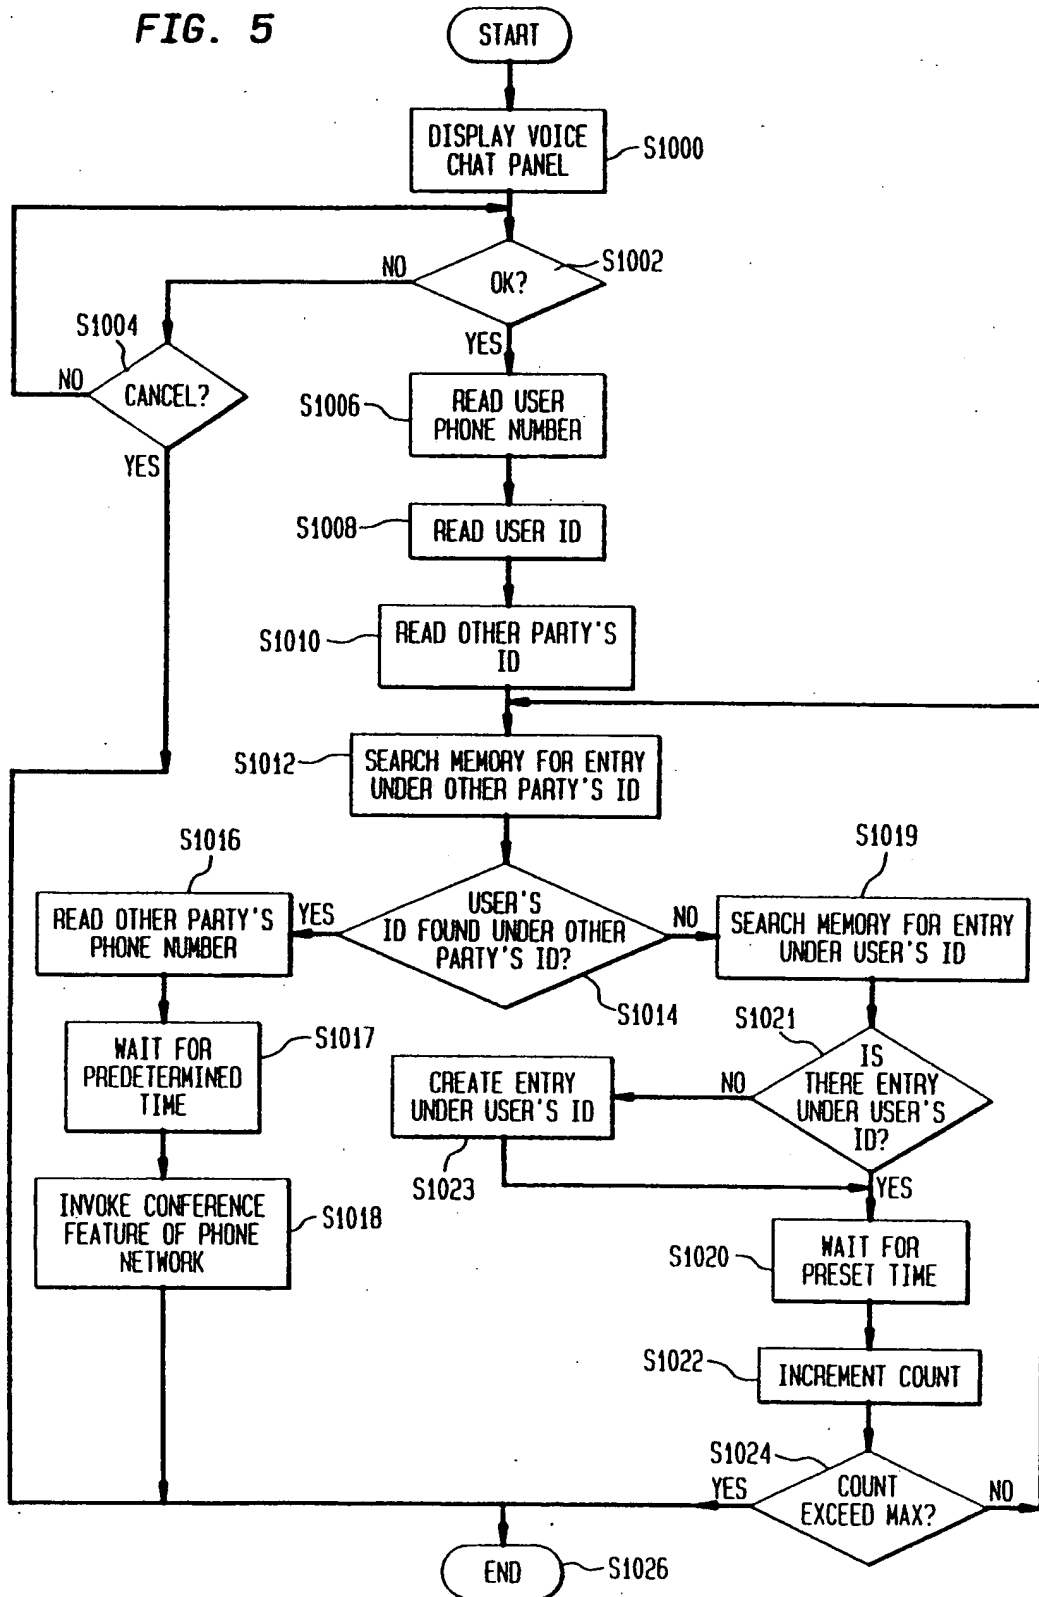 FIG. 5
START
DISPLAY VOICE
CHAT PANEL
S1000
NO
OK?
S1002
S1004
YES
NO
CANCEL?
S1006
READ USER
PHONE NUMBER
YES
S1008
READ USER ID
S1010
READ OTHER PARTY'S
ID
S1012
SEARCH MEMORY FOR ENTRY
UNDER OTHER PARTY'S ID
S1016
S1019
READ OTHER PARTY'S
PHONE NUMBER
YES
USER'S
ID FOUND UNDER OTHER
PARTY'S ID?
NO
SEARCH MEMORY FOR ENTRY
UNDER USER'S ID
S1014
S1021
WAIT FOR
PREDETERMINED
TIME
S1017
CREATE ENTRY
UNDER USER'S ID
NO
IS
THERE ENTRY
UNDER USER'S
ID?
S1023
YES
INVOKE CONFERENCE
FEATURE OF PHONE
NETWORK
S1018
S1020
WAIT FOR
PRESET TIME
S1022
INCREMENT COUNT
S1024
YES
COUNT
EXCEED MAX?
NO
END
S1026